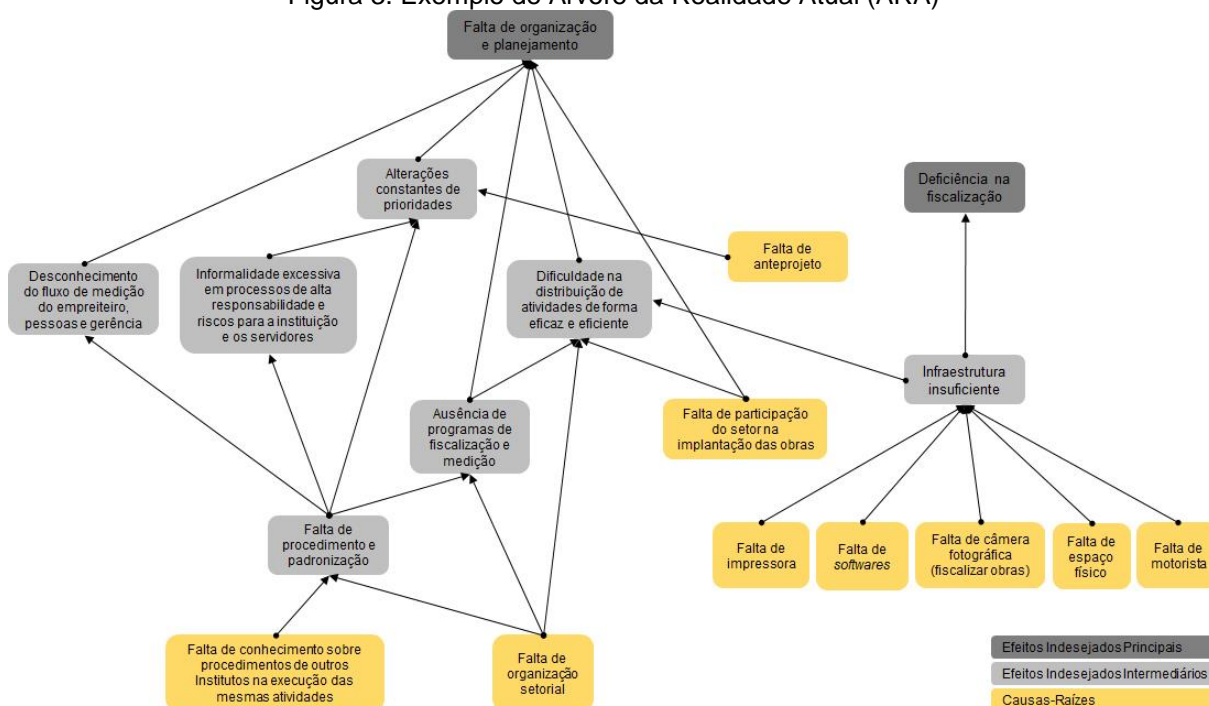 Figura 3. Exemplo de Árvore da Realidade Atual (ARA)
Falta de organização
e planejamento
Alterações
constantes de
prioridades
Deficiência na
fiscalização
Falta de
anteprojeto
Desconhecimento
do fluxo de medição
do empreiteiro,
pessoas e gerência
Informalidade excessiva
em processos de alta
responsabilidade e
riscos para a instituição
e os servidores
Dificuldade na
distribuição de
atividades de forma
eficaz e eficiente
Infraestrutura
insuficiente
Ausência de
programas de
fiscalização e
medição
Falta de participação
do setor na
implantação das obras
Falta de
procedimento e
padronização
Falta de
impressora
Falta de
softwares
Falta de câmera
fotográfica
(fiscalizar obras)
Falta de
espaço
físico
Falta de
motorista
Falta de conhecimento sobre
procedimentos de outros
Institutos na execução das
mesmas atividades
Falta de
organização
setorial
Efeitos Indesejados Principais
Efeitos Indesejados Intermediários
Causas-Raízes